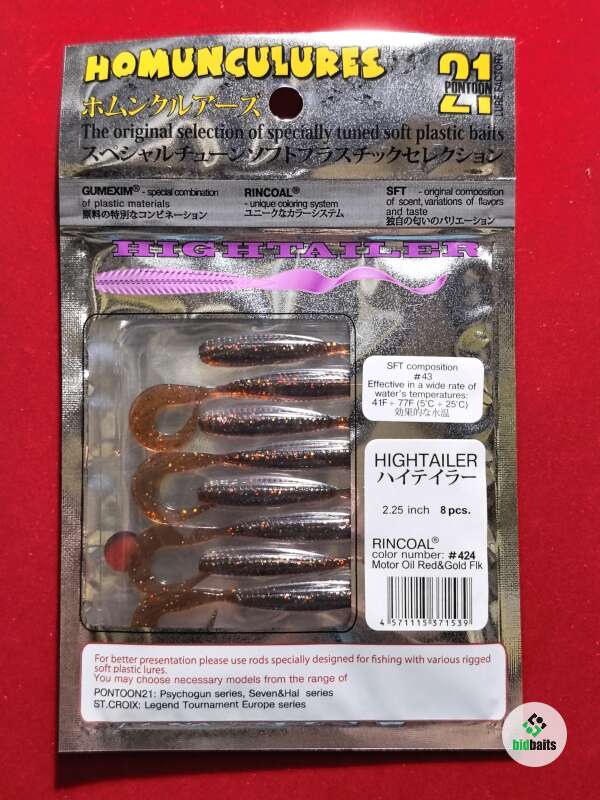 HOMUNCULURES
ホムンクルアーズ
21
PONTOON
LURE FACTORY
The original selection of specially tuned soft plastic baits
スペシャルチューンソフトプラスチックセレクション
GUMEXIM® - special combination
of plastic materials
原料の特別なコンビネーション
RINCOAL®
- unique coloring system
ユニークなカラーシステム
SFT - original composition
of scent, variations of flavors
and taste
独自の匂いのバリエーション
HIGHTAILER
SFT composition
#43
Effective in a wide rate of
water's temperatures:
41F ÷ 77F (5°C ÷ 25°C)
効果的な水温
HIGHTAILER
ハイテイラー
2.25 inch 8 pcs.
RINCOAL®
color number: #424
Motor Oil Red&Gold Flk
4 571115 371539
For better presentation please use rods specially designed for fishing with various rigged
soft plastic lures.
You may choose necessary models from the range of
PONTOON21: Psychogun series, Seven&Hal series
ST.CROIX: Legend Tournament Europe series
bidbaits